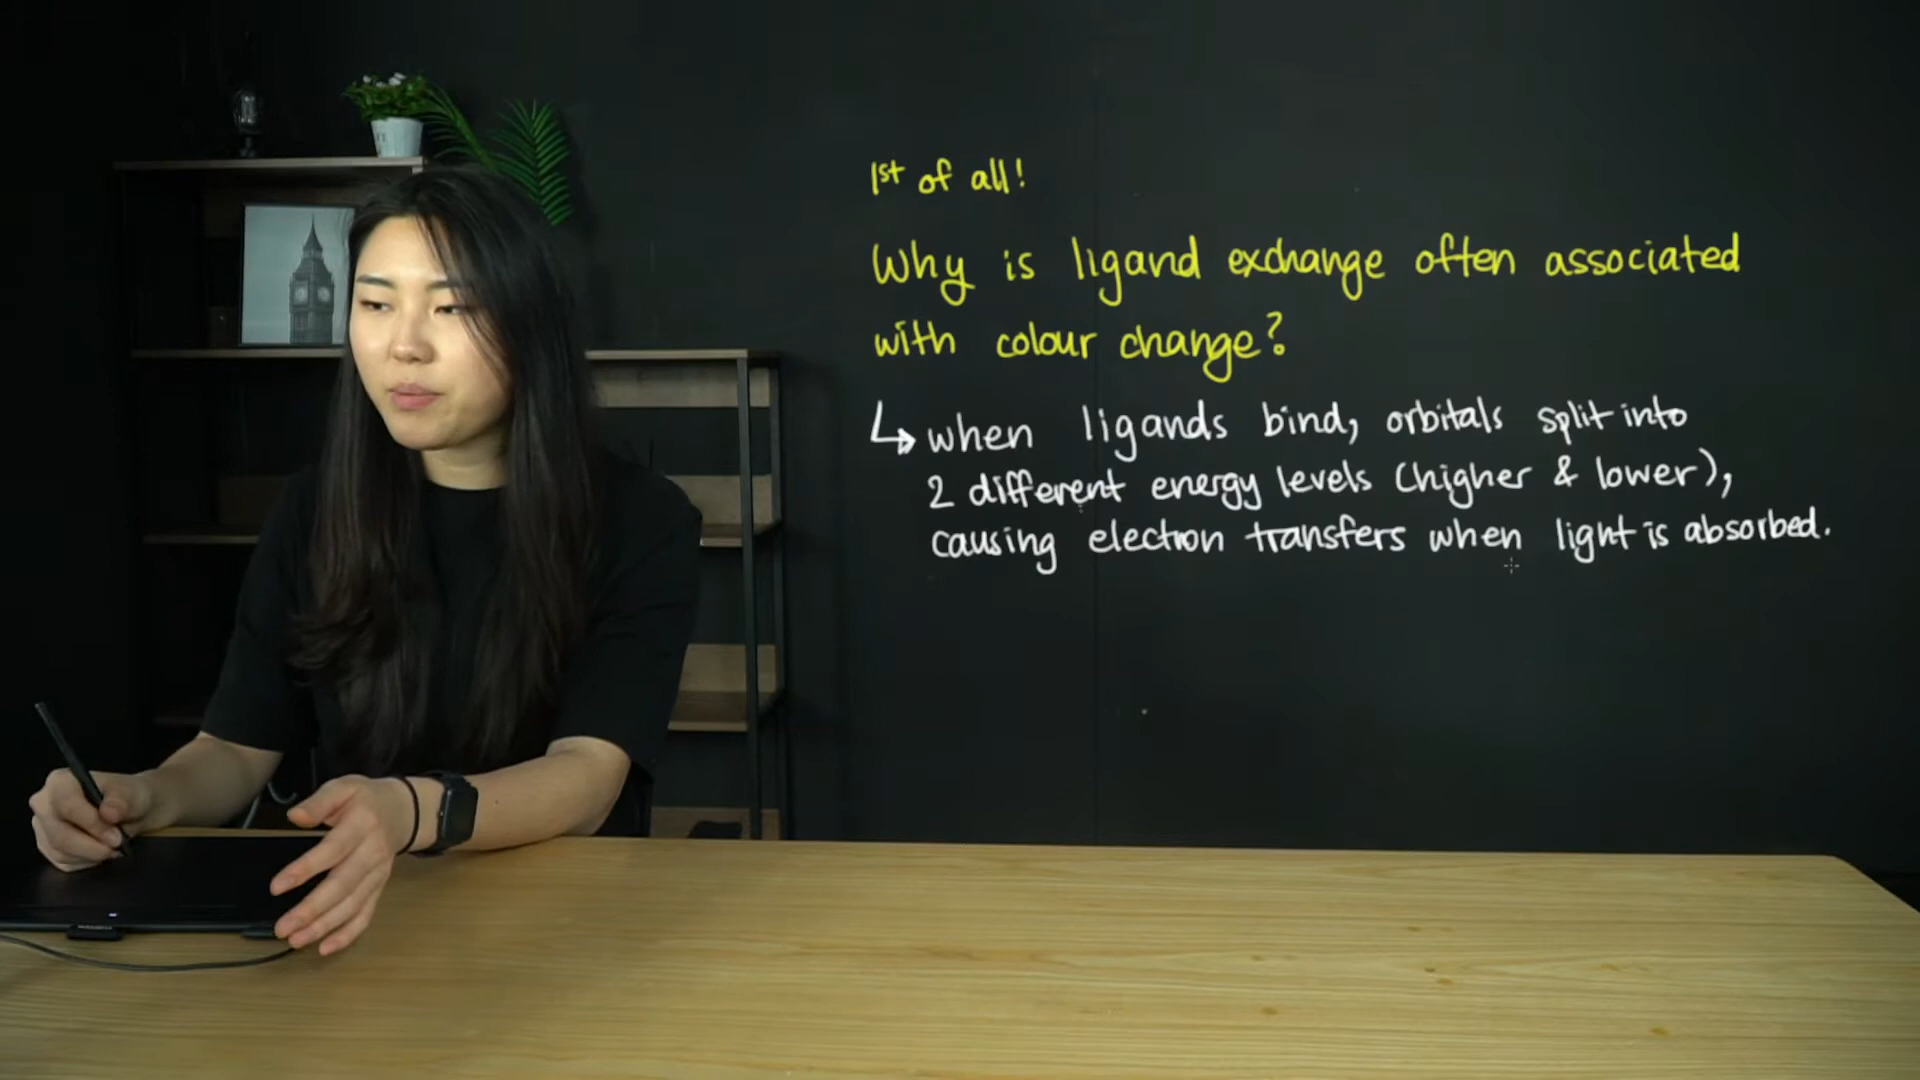 1st of all!
Why is ligand exchange often associated
with colour change?
↳ when ligands bind, orbitals split into
2 different energy levels (higher & lower),
causing electron transfers when light is absorbed.